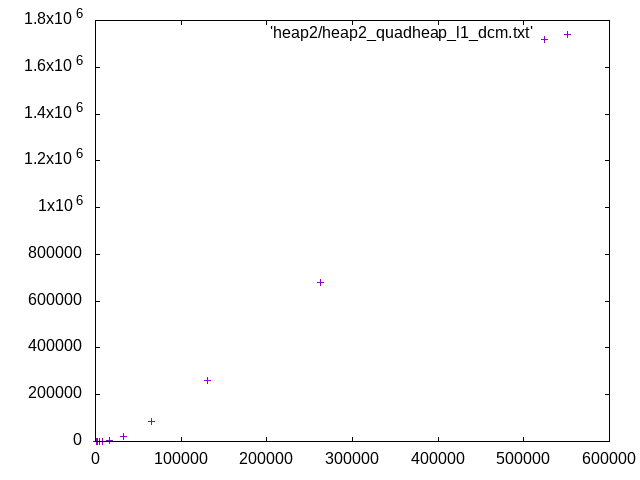 1.8x10 6
'heap2/heap2_quadheap_l1_dcm.txt'
1.6x10 6
1.4x10 6
1.2x10 6
1x10 6
800000
600000
400000
200000
0
0 100000 200000 300000 400000 500000 600000